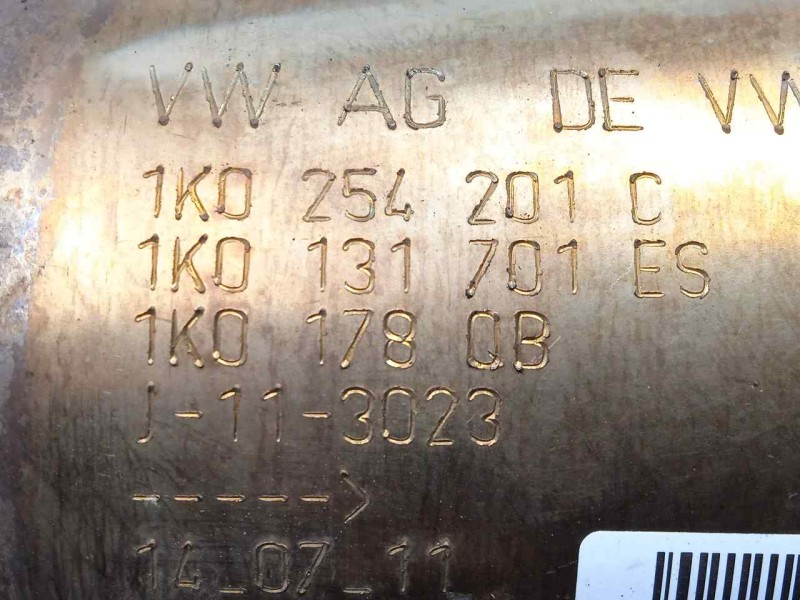 VW AG DE VW
1K0 254 201 C
1K0 131 701 ES
1K0 178 QB
J-11-3023
----->
14_07_11